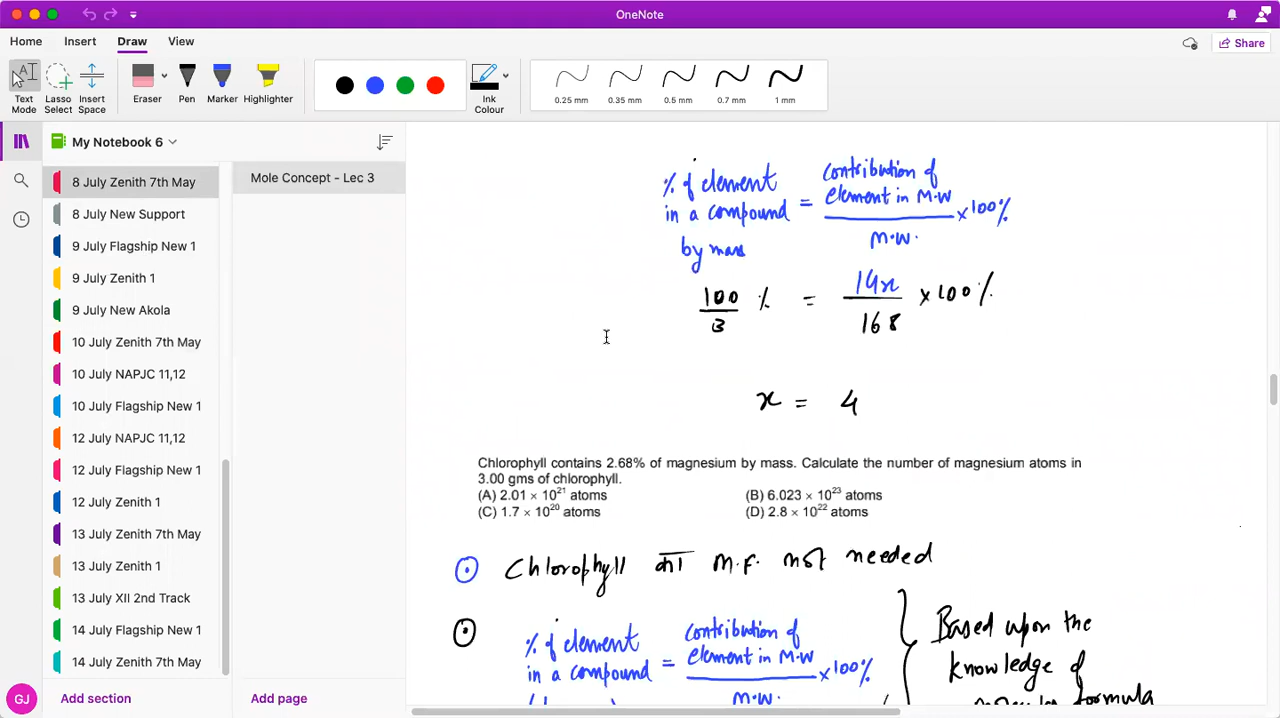 OneNote
Home Insert Draw View
Share
Text Mode
Lasso Select
Insert Space
Eraser
Pen
Marker
Highlighter
Ink Colour
0.25 mm
0.35 mm
0.5 mm
0.7 mm
1 mm
My Notebook 6
8 July Zenith 7th May
8 July New Support
9 July Flagship New 1
9 July Zenith 1
9 July New Akola
10 July Zenith 7th May
10 July NAPJC 11,12
10 July Flagship New 1
12 July NAPJC 11,12
12 July Flagship New 1
12 July Zenith 1
13 July Zenith 7th May
13 July Zenith 1
13 July XII 2nd Track
14 July Flagship New 1
14 July Zenith 7th May
GJ
Add section
Mole Concept - Lec 3
Add page
% of element in a compound by mass = contribution of element in M.W / M.W. × 100%
100/3 % = 14x/168 × 100%
x = 4
Chlorophyll contains 2.68% of magnesium by mass. Calculate the number of magnesium atoms in
3.00 gms of chlorophyll.
(A) 2.01 × 10²¹ atoms (B) 6.023 × 10²³ atoms
(C) 1.7 × 10²⁰ atoms (D) 2.8 × 10²² atoms
Chlorophyll का M.F. not needed
% of element in a compound = contribution of element in M.W / M.W. × 100%
Based upon the
knowledge of
molecular formula